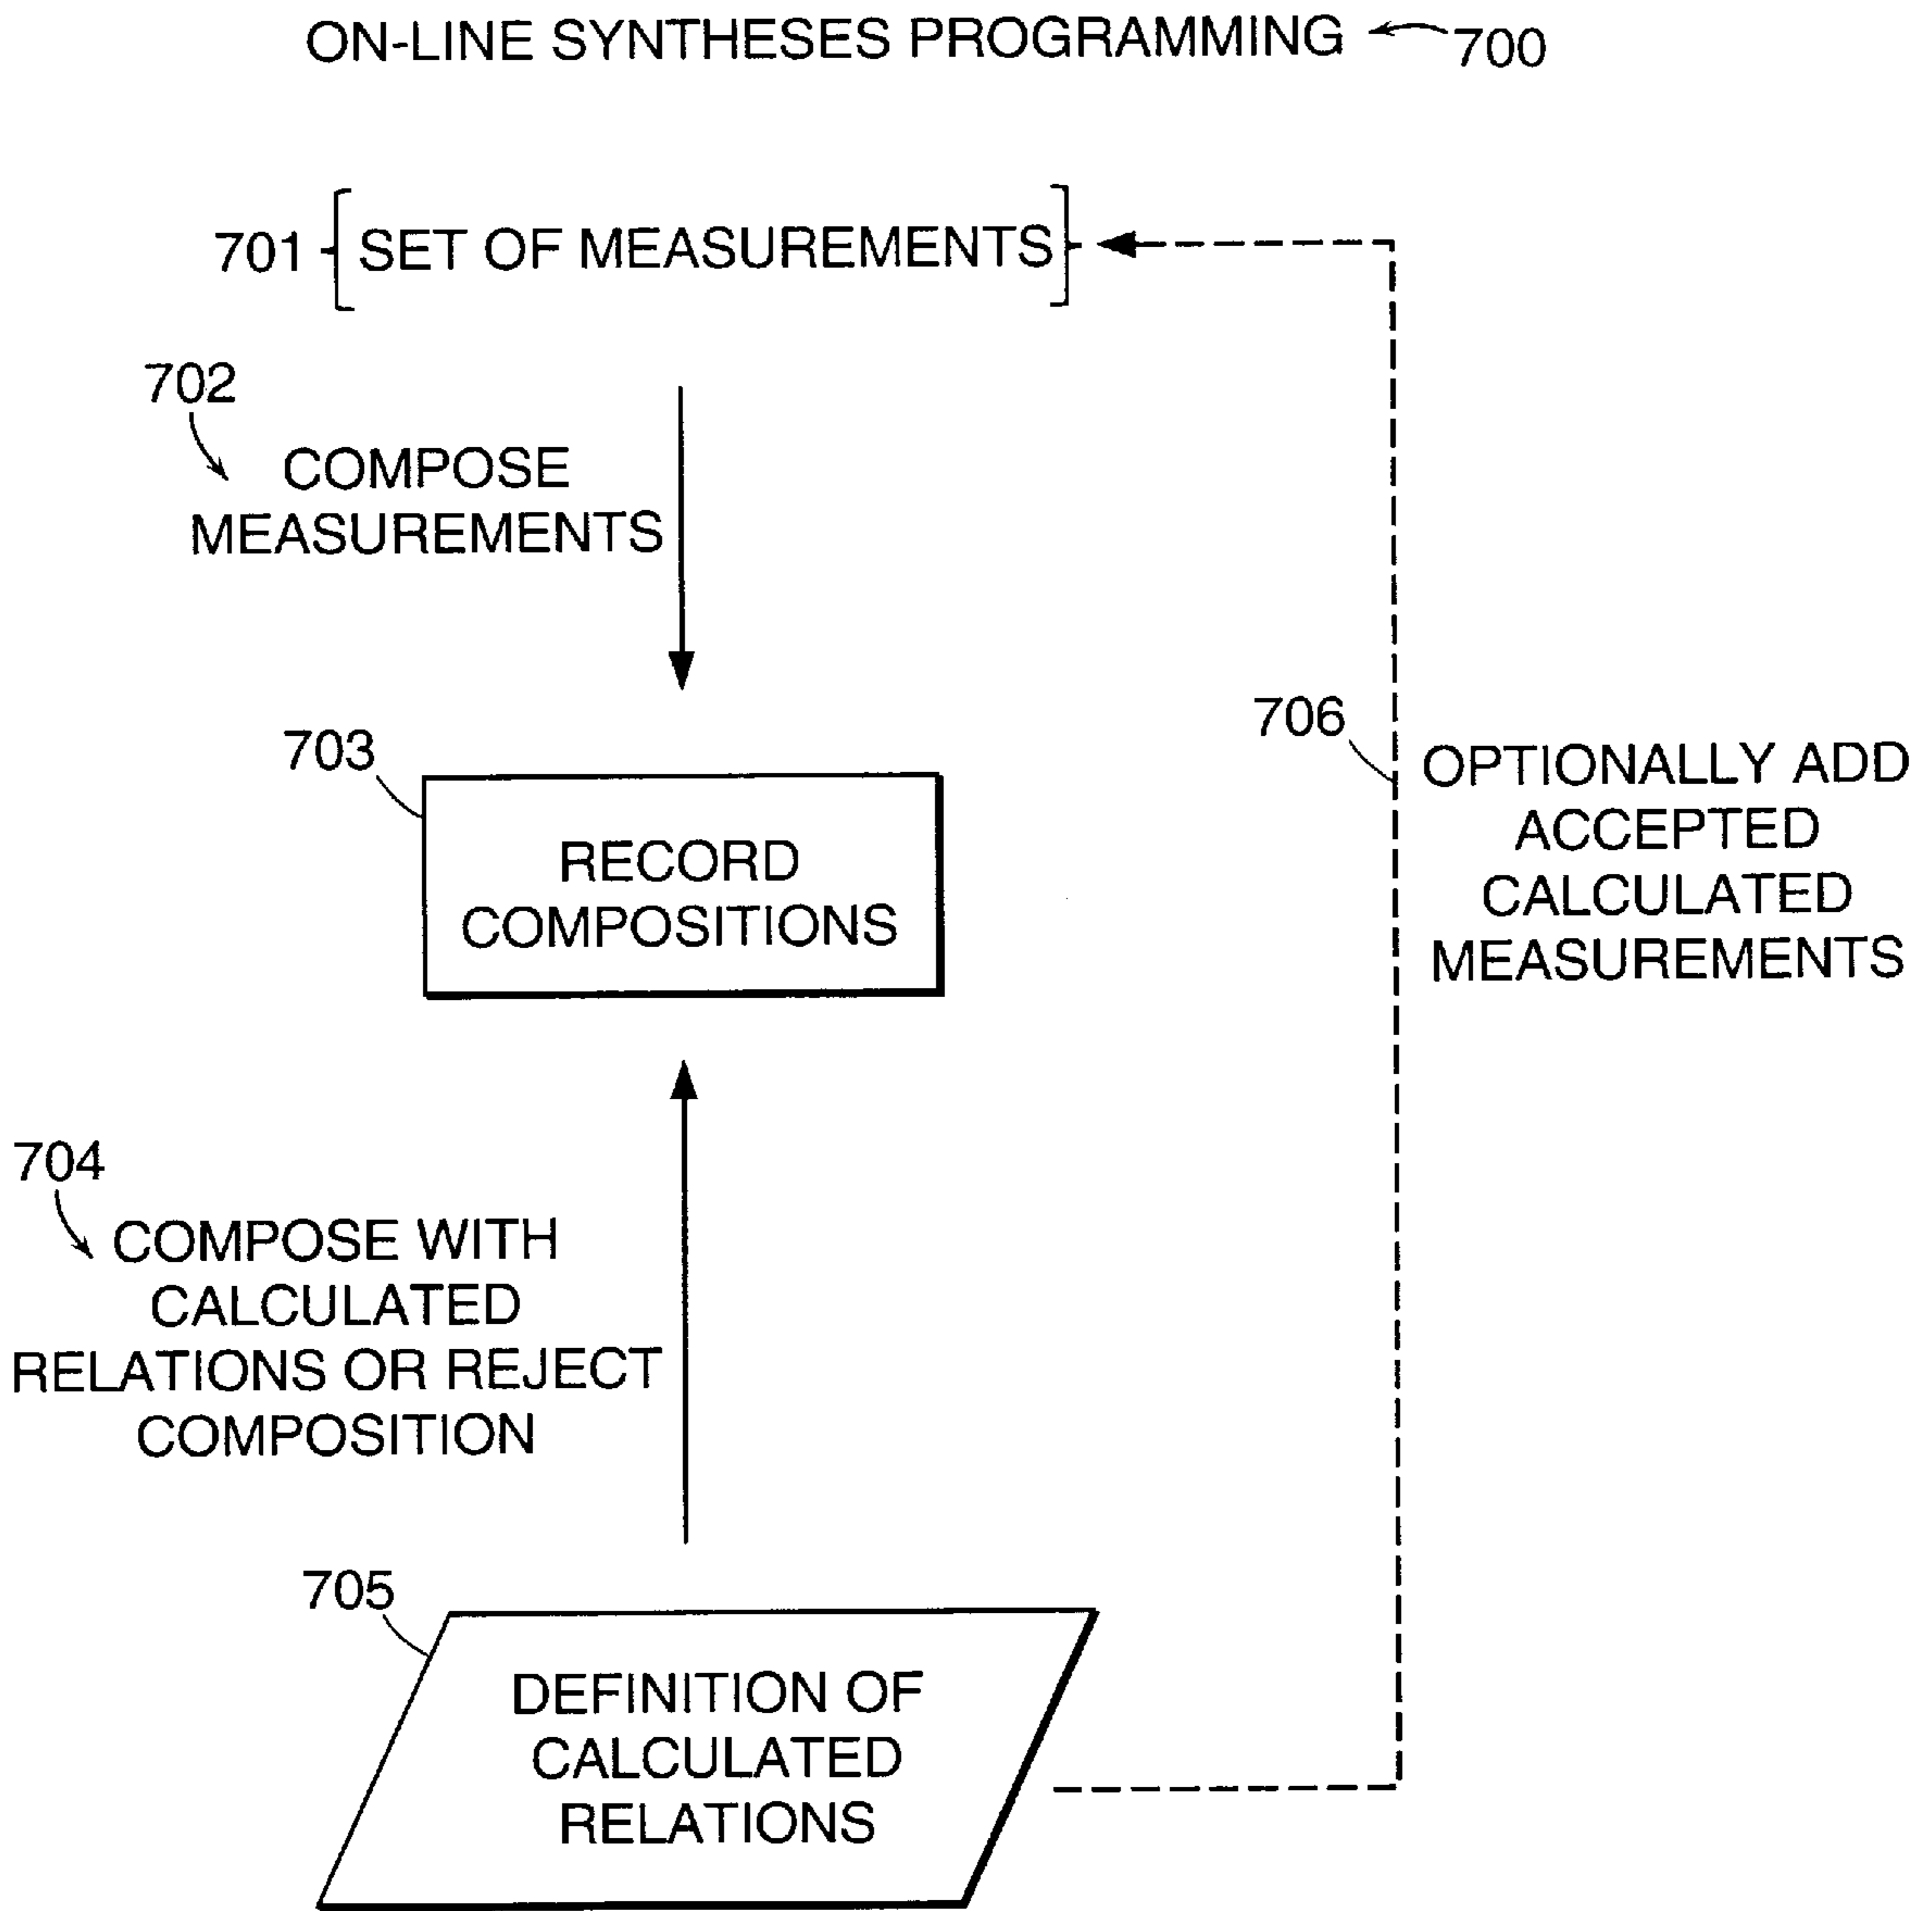 ON-LINE SYNTHESES PROGRAMMING 700
701 SET OF MEASUREMENTS
702
COMPOSE
MEASUREMENTS
703
RECORD
COMPOSITIONS
706
OPTIONALLY ADD
ACCEPTED
CALCULATED
MEASUREMENTS
704
COMPOSE WITH
CALCULATED
RELATIONS OR REJECT
COMPOSITION
705
DEFINITION OF
CALCULATED
RELATIONS